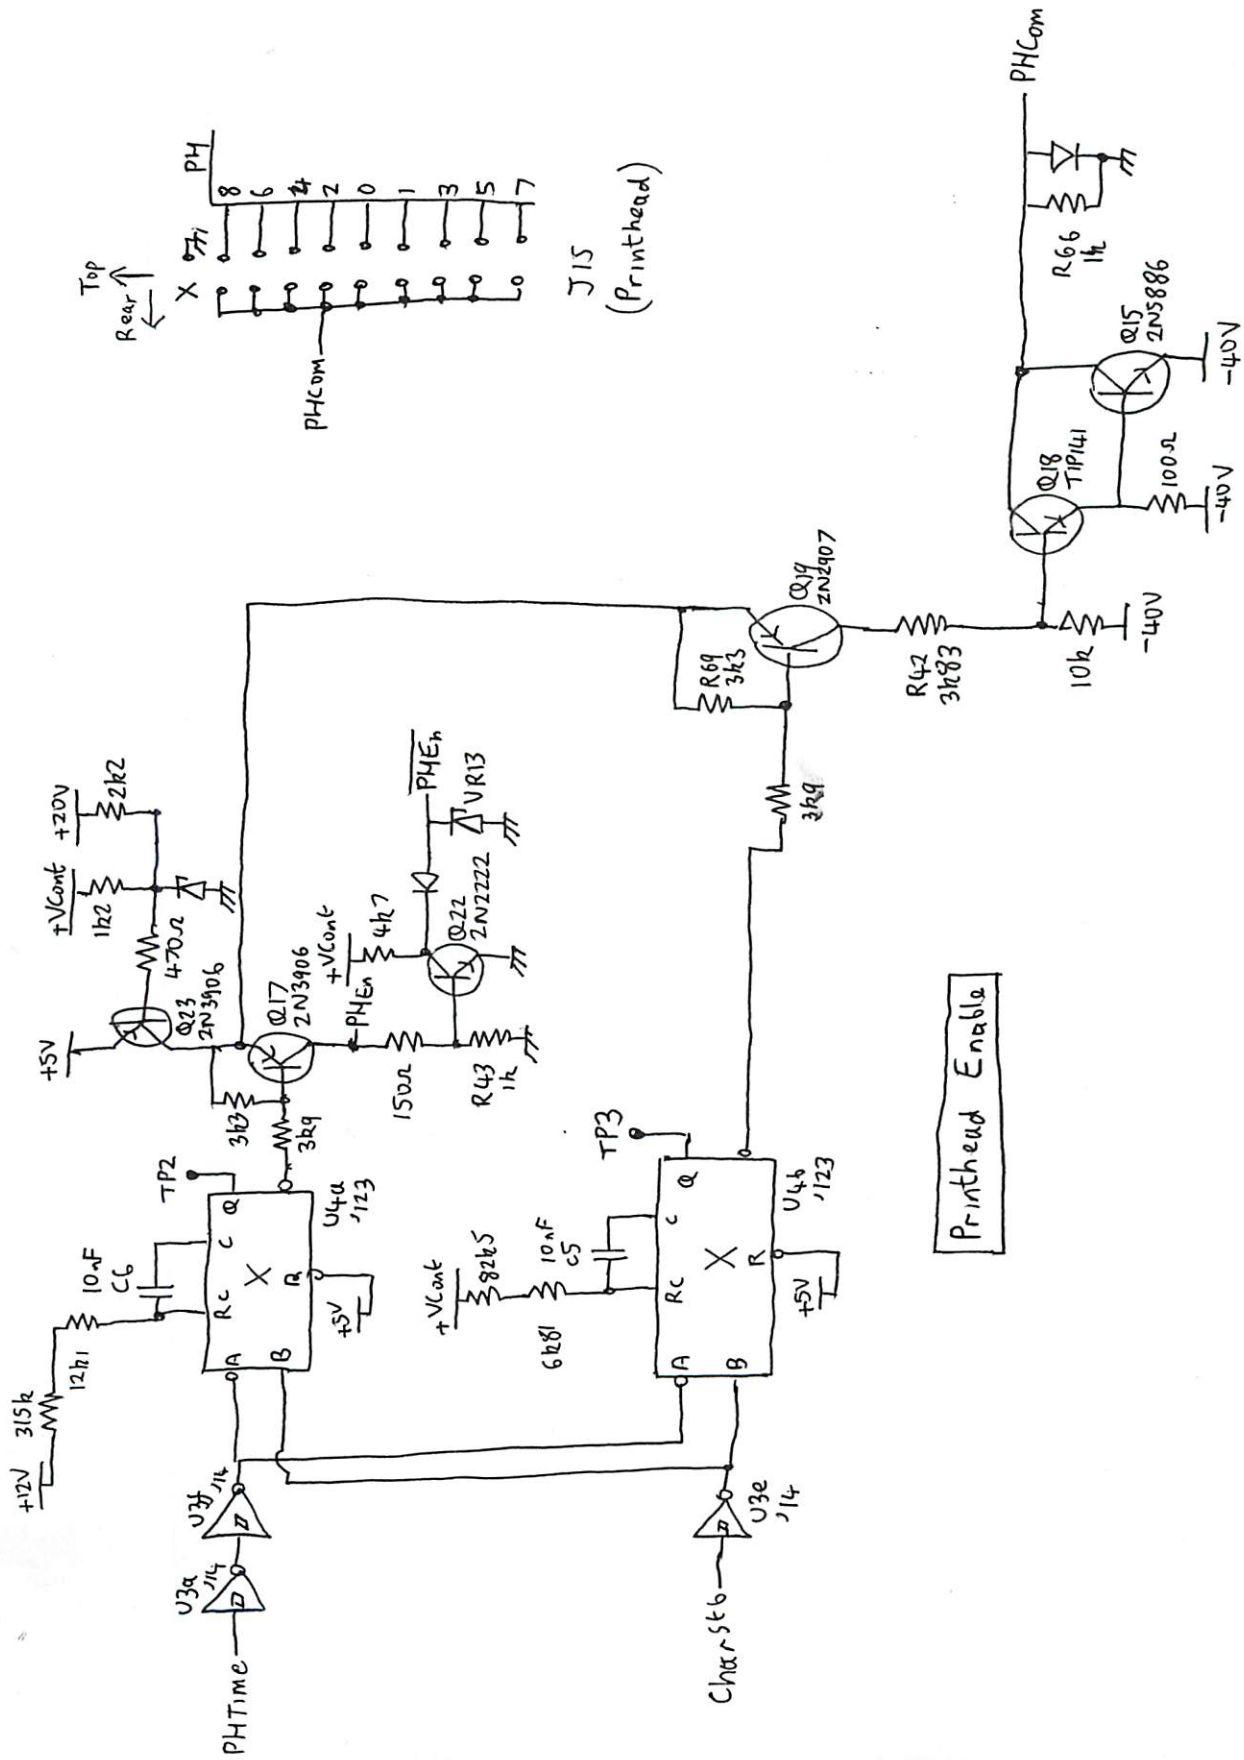 PHTime
U3a
'14
U3f
'14
CharStb
U3e
'14
+12V
315k
12k1
10nF
C6
Rc
C
A
B
X
Q
R
+5V
TP2
U4a
'123
+VCont
82k5
6k81
10nF
C5
Rc
C
A
B
X
Q
R
+5V
TP3
U4b
'123
3k3
3k9
+5V
Q23
2N3906
470Ω
+VCont
1k2
+20V
2k2
Q17
2N3906
PHEn
150Ω
R43
1k
+VCont
4k7
Q22
2N2222
PHEn
VR13
3k9
R69
3k3
Q19
2N2907
R42
3k83
10k
-40V
Q18
TIP141
100Ω
-40V
Q15
2N5886
-40V
R66
1k
PHCom
Top
Rear
X
PHCom
PH
8
6
4
2
0
1
3
5
7
J15
(Printhead)
Printhead Enable